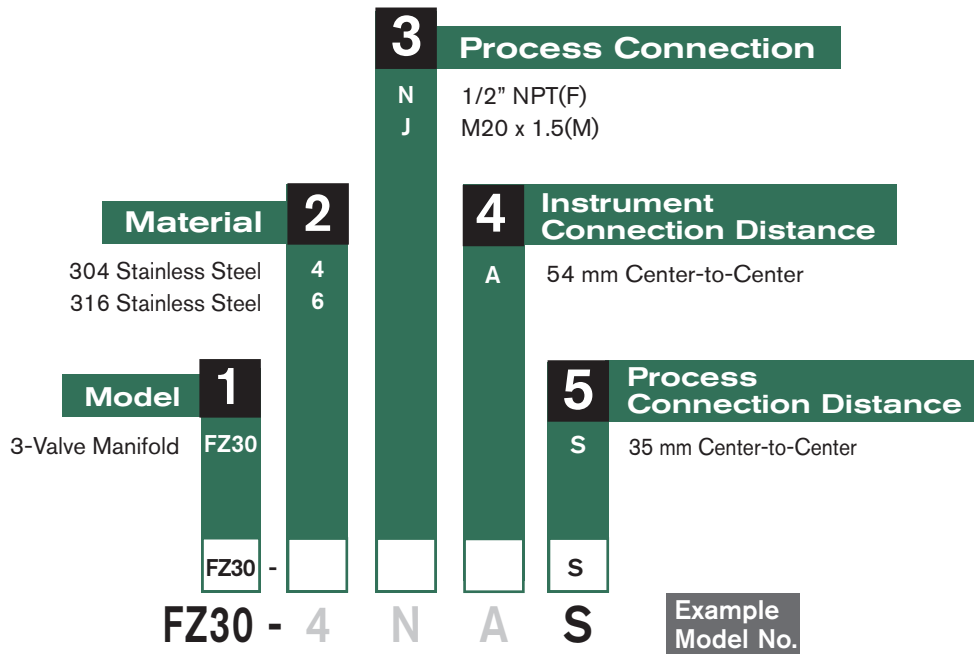 3 Process Connection
N 1/2” NPT(F)
J M20 x 1.5(M)
Material 2
304 Stainless Steel 4
316 Stainless Steel 6
4 Instrument
Connection Distance
A 54 mm Center-to-Center
Model 1
3-Valve Manifold FZ30
5 Process
Connection Distance
S 35 mm Center-to-Center
FZ30 - S
FZ30 - 4 N A S
Example
Model No.